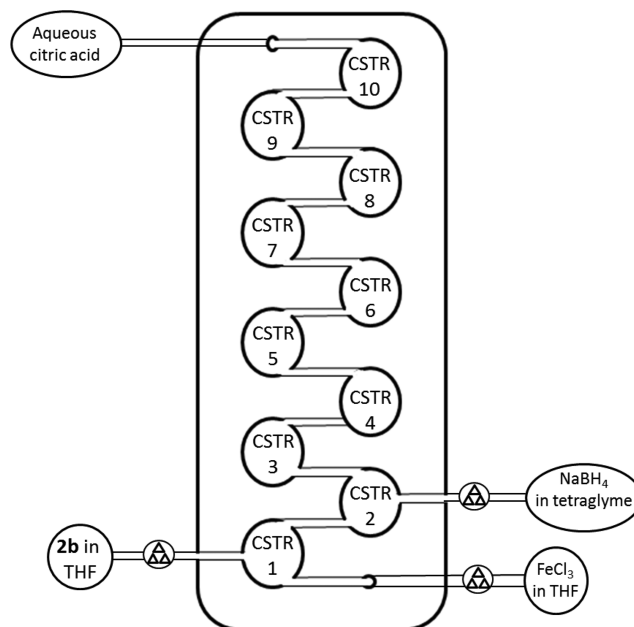 Aqueous
citric acid
CSTR
10
CSTR
9
CSTR
8
CSTR
7
CSTR
6
CSTR
5
CSTR
4
CSTR
3
CSTR
2
NaBH₄
in tetraglyme
2b in
THF
CSTR
1
FeCl₃
in THF